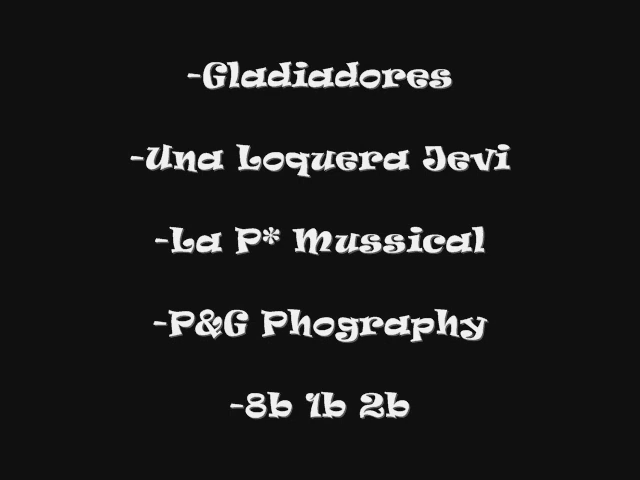 -Gladiadores
-Una Loquera Jevi
-La P* Mussical
-P&G Phography
-8b 1b 2b